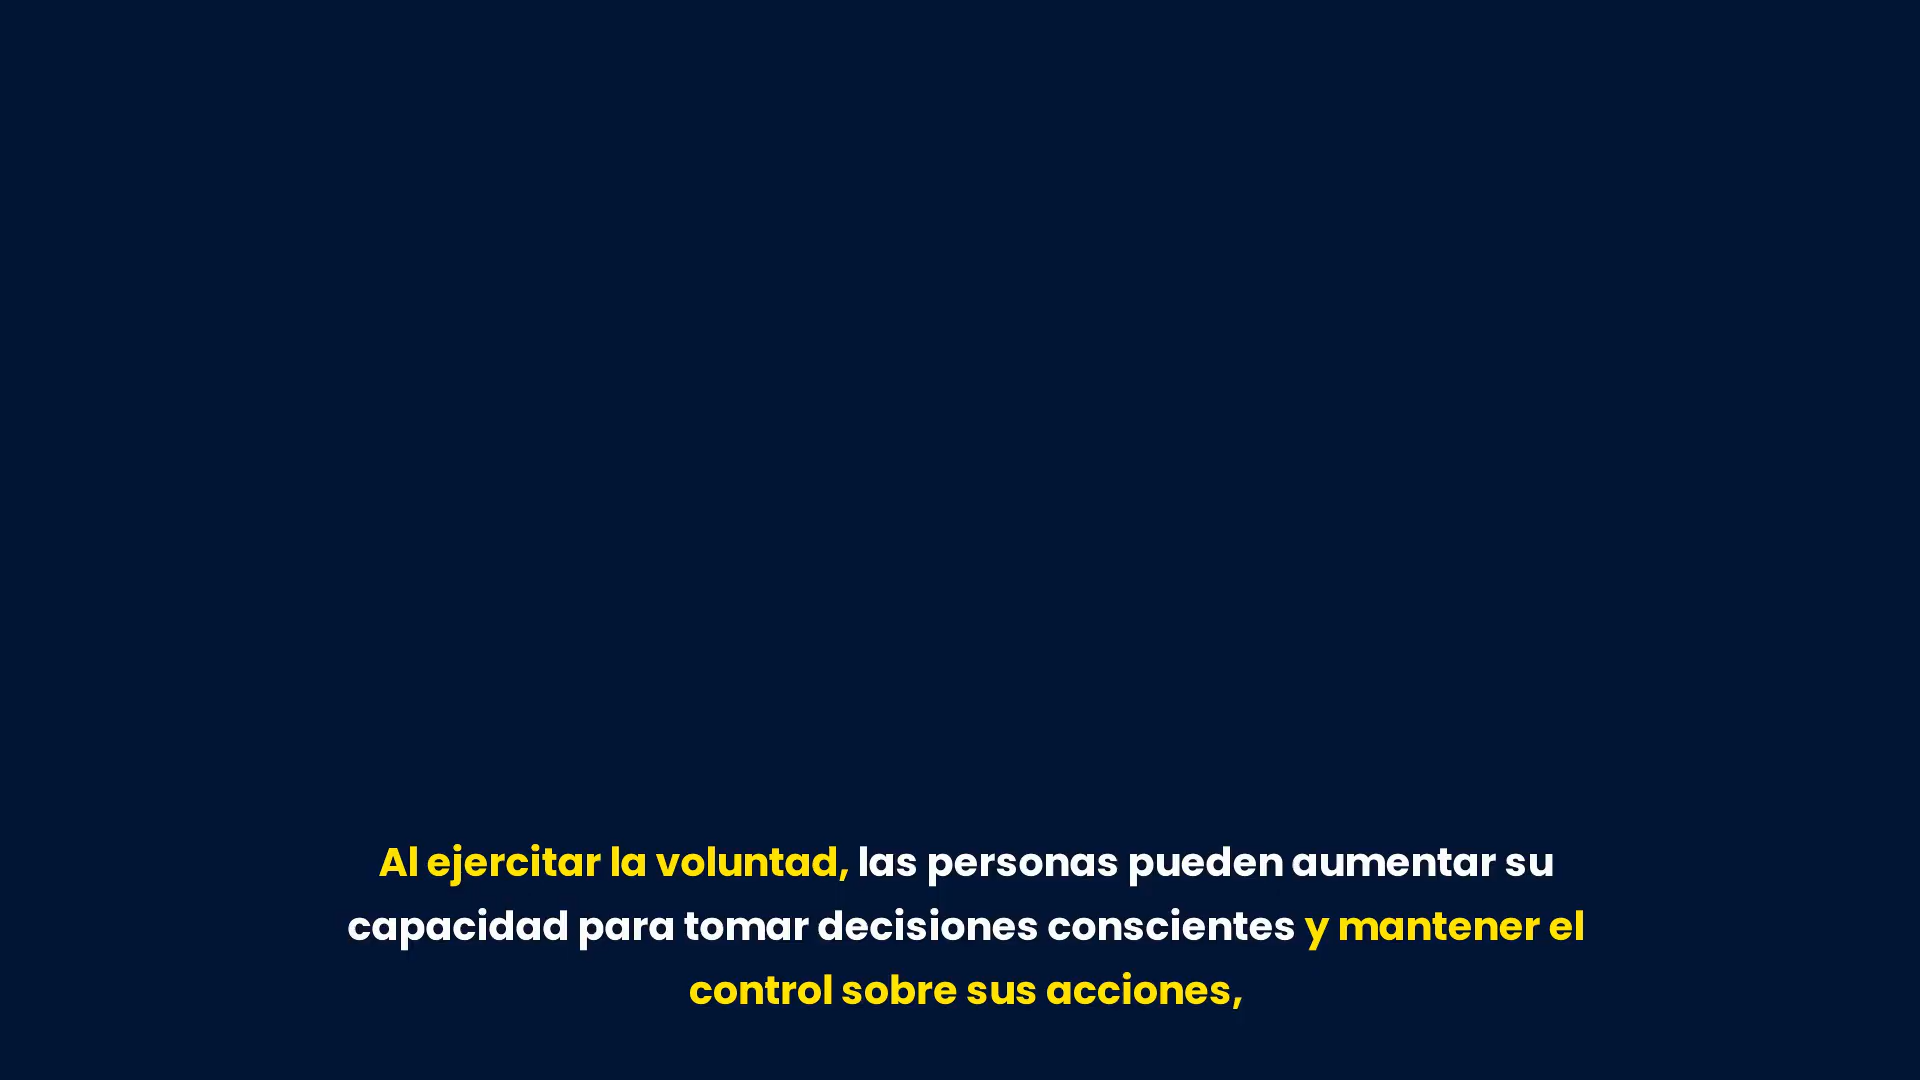 Al ejercitar la voluntad, las personas pueden aumentar su
capacidad para tomar decisiones conscientes y mantener el
control sobre sus acciones,